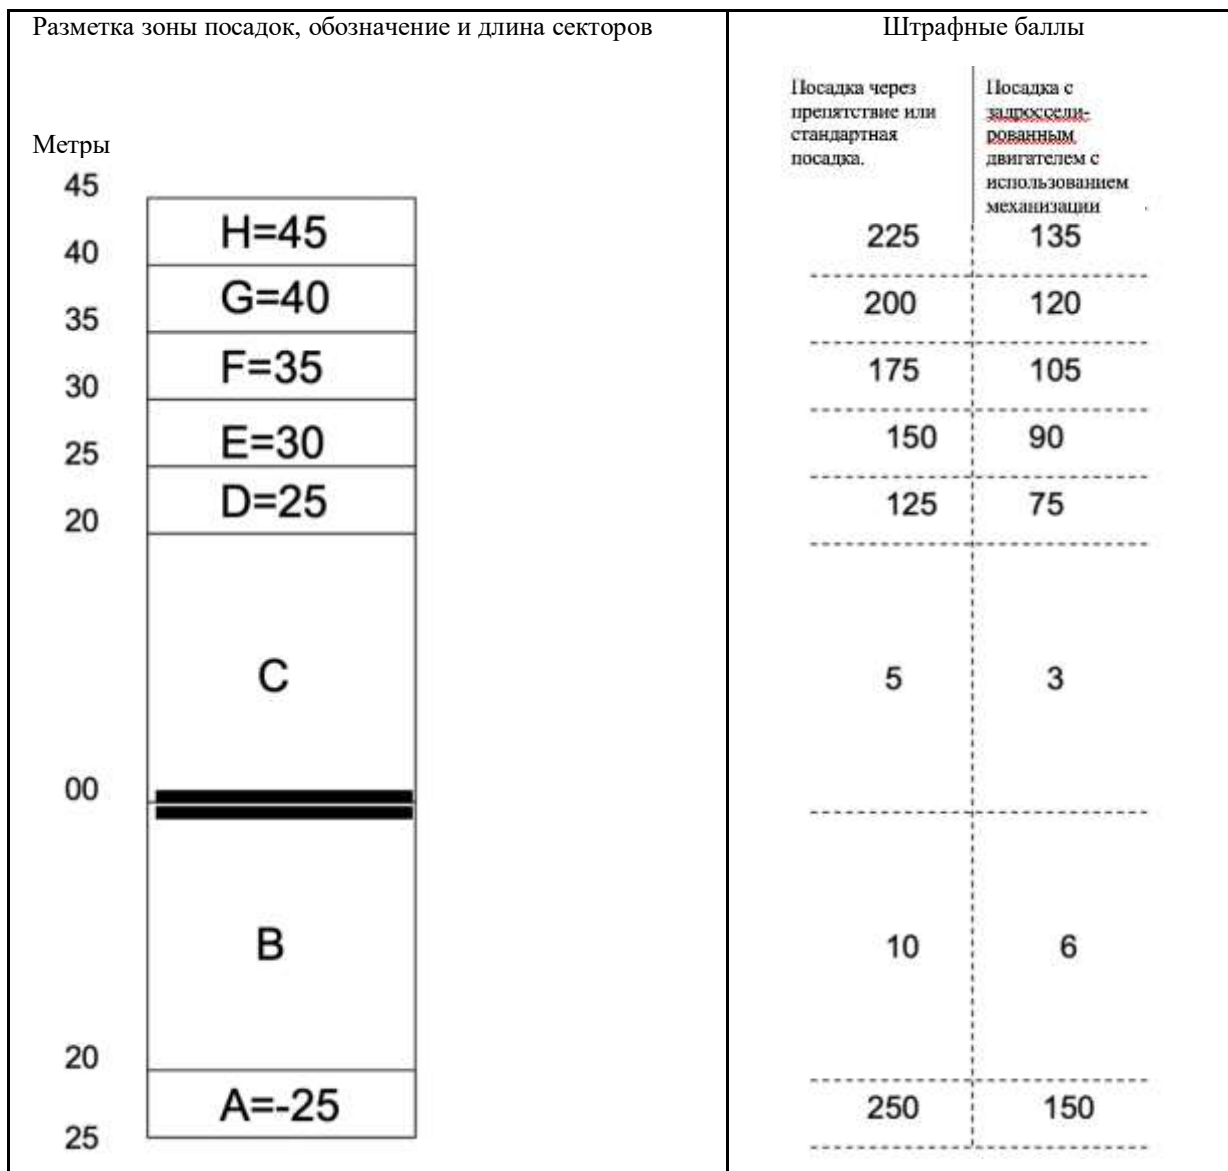 Разметка зоны посадок, обозначение и длина секторов
Штрафные баллы
Посадка через
препятствие или
стандартная
посадка.
Посадка с
задроссели-
рованным
двигателем с
использованием
механизации
Метры
45
H=45
225
135
40
G=40
200
120
35
F=35
175
105
30
E=30
150
90
25
D=25
125
75
20
C
5
3
00
B
10
6
20
A=-25
250
150
25